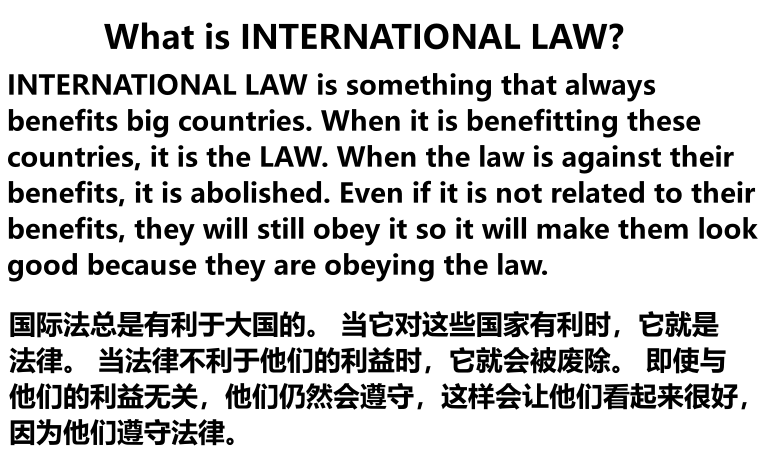 What is INTERNATIONAL LAW?
INTERNATIONAL LAW is something that always
benefits big countries. When it is benefitting these
countries, it is the LAW. When the law is against their
benefits, it is abolished. Even if it is not related to their
benefits, they will still obey it so it will make them look
good because they are obeying the law.
国际法总是有利于大国的。 当它对这些国家有利时，它就是
法律。 当法律不利于他们的利益时，它就会被废除。 即使与
他们的利益无关，他们仍然会遵守，这样会让他们看起来很好，
因为他们遵守法律。